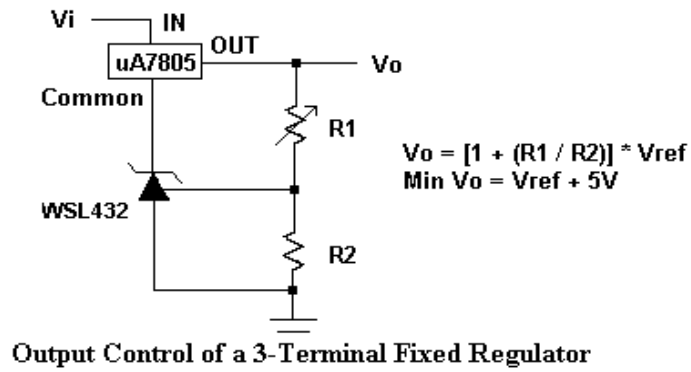 Vi
IN
OUT
uA7805
Vo
Common
R1
Vo = [1 + (R1 / R2)] * Vref
Min Vo = Vref + 5V
WSL432
R2
Output Control of a 3-Terminal Fixed Regulator